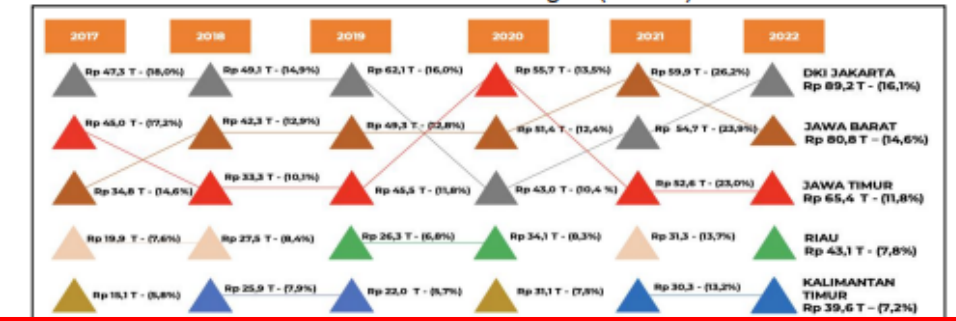 2017 2018 2019 2020 2021 2022
Rp 47,3 T - (18,0%) Rp 49,1 T - (14,9%) Rp 62,1 T - (16,0%) Rp 55,7 T - (13,5%) Rp 59,9 T - (26,2%) DKI JAKARTA
Rp 89,2 T - (16,1%)
Rp 45,0 T - (17,2%) Rp 42,3 T - (12,9%) Rp 49,3 T - (12,8%) Rp 51,4 T - (12,4%) Rp 54,7 T - (23,9%) JAWA BARAT
Rp 80,8 T - (14,6%)
Rp 34,8 T - (14,6%) Rp 33,3 T - (10,1%) Rp 45,5 T - (11,8%) Rp 43,0 T - (10,4 %) Rp 52,6 T - (23,0%) JAWA TIMUR
Rp 65,4 T - (11,8%)
Rp 19,9 T - (7,6%) Rp 27,5 T - (8,4%) Rp 26,3 T - (6,8%) Rp 34,1 T - (8,3%) Rp 31,3 - (13,7%) RIAU
Rp 43,1 T - (7,8%)
Rp 15,1 T - (5,8%) Rp 25,9 T - (7,9%) Rp 22,0 T - (5,7%) Rp 31,1 T - (7,5%) Rp 30,3 - (13,2%) KALIMANTAN
TIMUR
Rp 39,6 T - (7,2%)